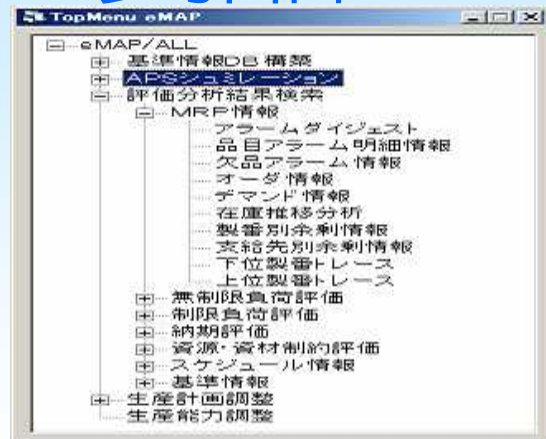 TopMenu eMAP
eMAP/ALL
基準情報DB構築
APSシュミレーション
評価分析結果検索
MRP情報
アラームダイジェスト
品目アラーム明細情報
欠品アラーム情報
オーダ情報
デマンド情報
在庫推移分析
製番別余剰情報
支給先別余剰情報
下位製番トレース
上位製番トレース
無制限負荷評価
制限負荷評価
納期評価
資源・資材制約評価
スケジュール情報
基準情報
生産計画調整
生産能力調整